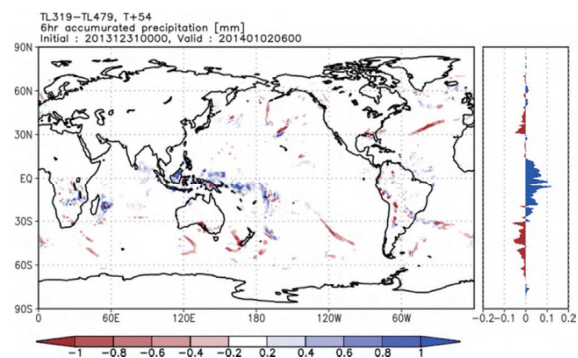 TL319-TL479, T+54
6hr accumurated precipitation [mm]
Initial : 201312310000, Valid : 201401020600
90N
60N
30N
EQ
30S
60S
90S
0 60E 120E 180 120W 60W
-0.2 -0.1 0 0.1 0.2
-1 -0.8 -0.6 -0.4 -0.2 0.2 0.4 0.6 0.8 1